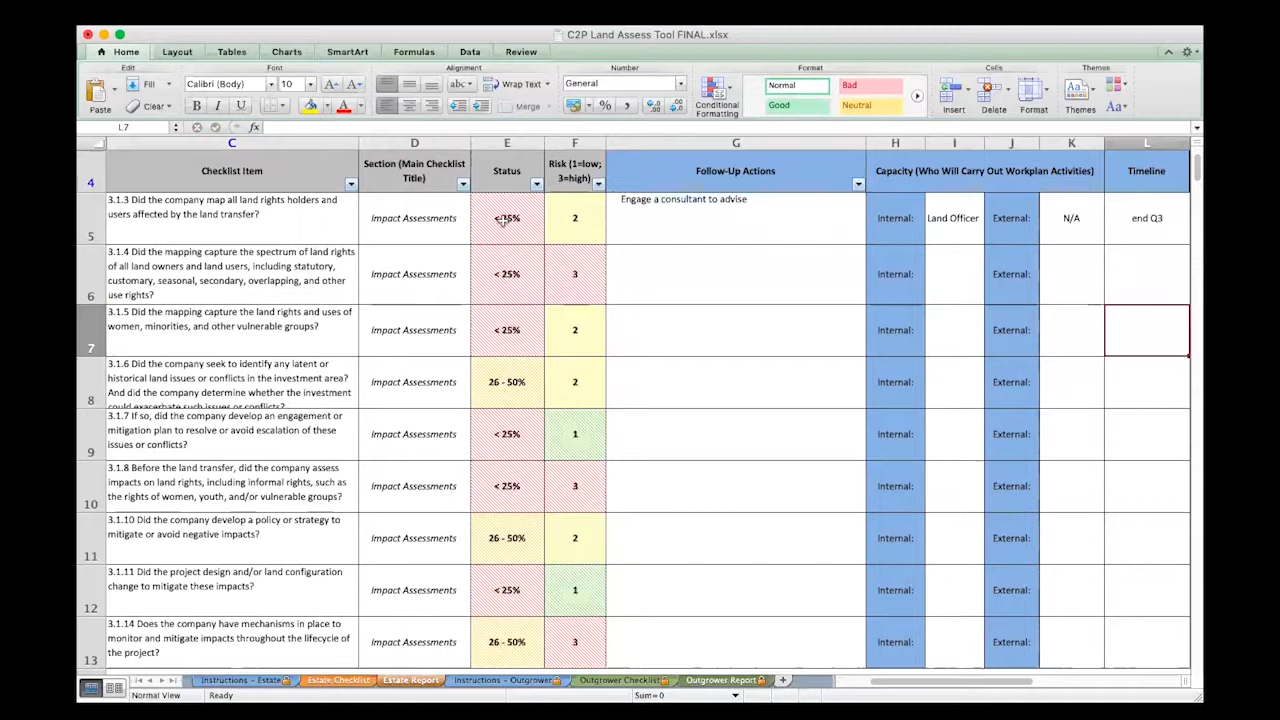 C2P Land Assess Tool FINAL.xlsx
Home Layout Tables Charts SmartArt Formulas Data Review
Edit Font Alignment Number Format Cells Themes
Fill Calibri (Body) 10 A A abc Wrap Text General Normal Bad
Paste Clear B I U A Merge % , Conditional Formatting Good Neutral Insert Delete Format Themes Aa
L7 fx
C D E F G H I J K L
4 Checklist Item Section (Main Checklist Title) Status Risk (1=low; 3=high) Follow-Up Actions Capacity (Who Will Carry Out Workplan Activities) Timeline
3.1.3 Did the company map all land rights holders and
users affected by the land transfer?
5 Impact Assessments 2 Engage a consultant to advise Internal: Land Officer External: N/A end Q3
3.1.4 Did the mapping capture the spectrum of land rights
of all land owners and land users, including statutory,
customary, seasonal, secondary, overlapping, and other
use rights?
6 Impact Assessments < 25% 3 Internal: External:
3.1.5 Did the mapping capture the land rights and uses of
women, minorities, and other vulnerable groups?
7 Impact Assessments < 25% 2 Internal: External:
3.1.6 Did the company seek to identify any latent or
historical land issues or conflicts in the investment area?
And did the company determine whether the investment
could exacerbate such issues or conflicts?
8 Impact Assessments 26 - 50% 2 Internal: External:
3.1.7 If so, did the company develop an engagement or
mitigation plan to resolve or avoid escalation of these
issues or conflicts?
9 Impact Assessments < 25% 1 Internal: External:
3.1.8 Before the land transfer, did the company assess
impacts on land rights, including informal rights, such as
the rights of women, youth, and/or vulnerable groups?
10 Impact Assessments < 25% 3 Internal: External:
3.1.10 Did the company develop a policy or strategy to
mitigate or avoid negative impacts?
11 Impact Assessments 26 - 50% 2 Internal: External:
3.1.11 Did the project design and/or land configuration
change to mitigate these impacts?
12 Impact Assessments < 25% 1 Internal: External:
3.1.14 Does the company have mechanisms in place to
monitor and mitigate impacts throughout the lifecycle of
the project?
13 Impact Assessments 26 - 50% 3 Internal: External:
Instructions - Estate Estate Checklist Estate Report Instructions - Outgrower Outgrower Checklist Outgrower Report +
Normal View Ready Sum=0